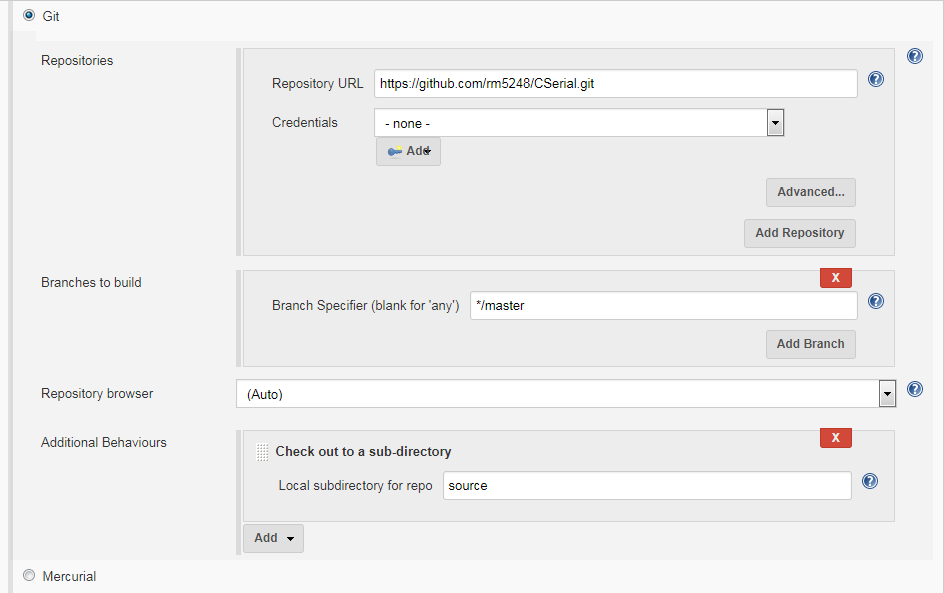 Git
Repositories
Repository URL https://github.com/rm5248/CSerial.git
Credentials - none -
Add
Advanced...
Add Repository
Branches to build
X
Branch Specifier (blank for 'any') */master
Add Branch
Repository browser (Auto)
Additional Behaviours
X
Check out to a sub-directory
Local subdirectory for repo source
Add
Mercurial